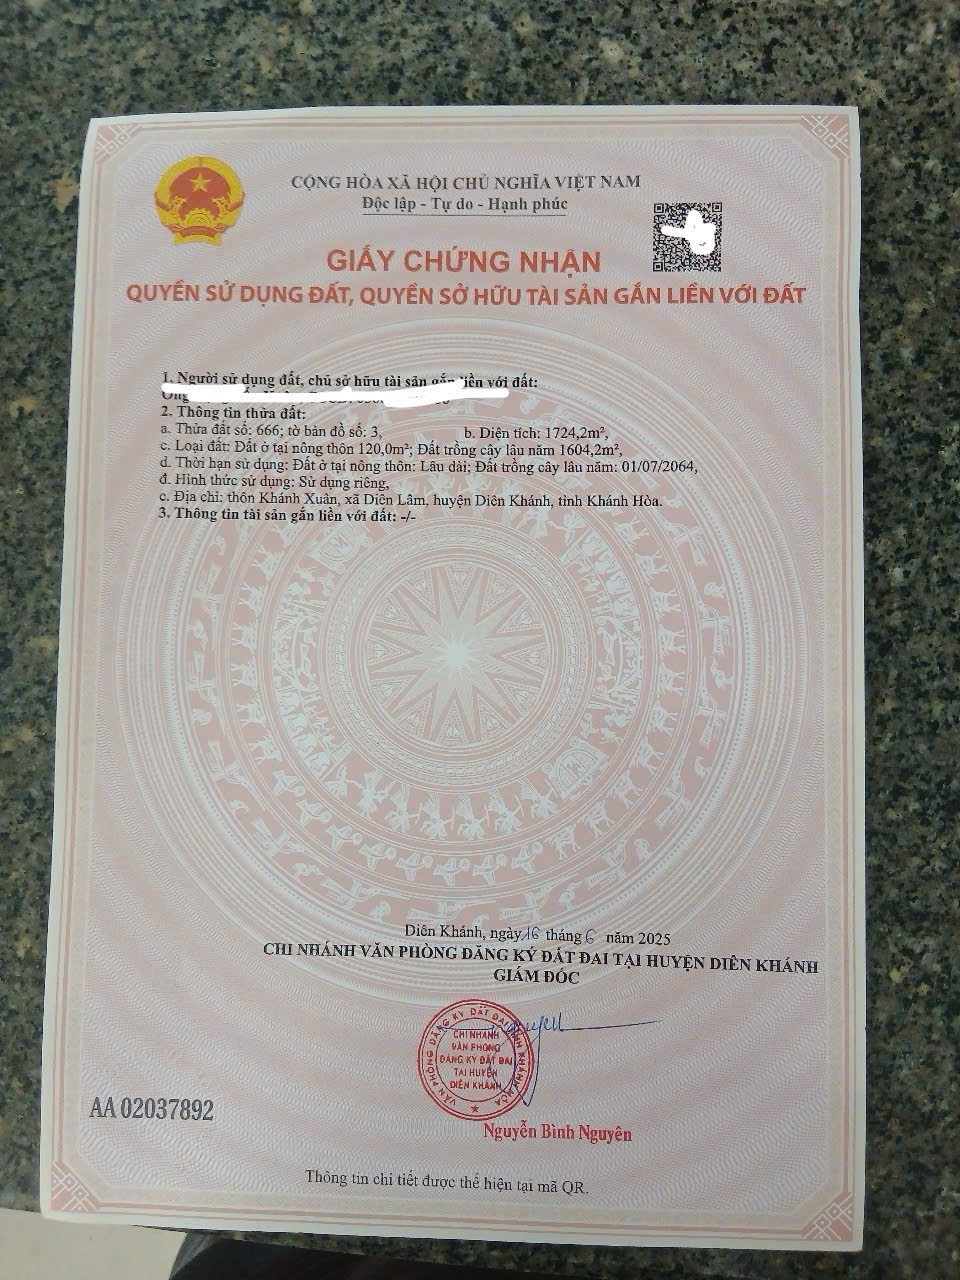 CỘNG HÒA XÃ HỘI CHỦ NGHĨA VIỆT NAM
Độc lập - Tự do - Hạnh phúc
GIẤY CHỨNG NHẬN
QUYỀN SỬ DỤNG ĐẤT, QUYỀN SỞ HỮU TÀI SẢN GẮN LIỀN VỚI ĐẤT
1. Người sử dụng đất, chủ sở hữu tài sản gắn liền với đất:
2. Thông tin thửa đất:
a. Thửa đất số: 666; tờ bản đồ số: 3, b. Diện tích: 1724,2m²,
c. Loại đất: Đất ở tại nông thôn 120,0m²; Đất trồng cây lâu năm 1604,2m²,
d. Thời hạn sử dụng: Đất ở tại nông thôn: Lâu dài; Đất trồng cây lâu năm: 01/07/2064,
đ. Hình thức sử dụng: Sử dụng riêng,
e. Địa chỉ: thôn Khánh Xuân, xã Diên Lâm, huyện Diên Khánh, tỉnh Khánh Hòa.
3. Thông tin tài sản gắn liền với đất: -/-
Diên Khánh, ngày 16 tháng 6 năm 2025
CHI NHÁNH VĂN PHÒNG ĐĂNG KÝ ĐẤT ĐAI TẠI HUYỆN DIÊN KHÁNH
GIÁM ĐỐC
VĂN PHÒNG ĐĂNG KÝ ĐẤT ĐAI TỈNH KHÁNH HÒA
CHI NHÁNH
VĂN PHÒNG
ĐĂNG KÝ ĐẤT ĐAI
TẠI HUYỆN
DIÊN KHÁNH
Nguyễn Bình Nguyên
AA 02037892
Thông tin chi tiết được thể hiện tại mã QR.